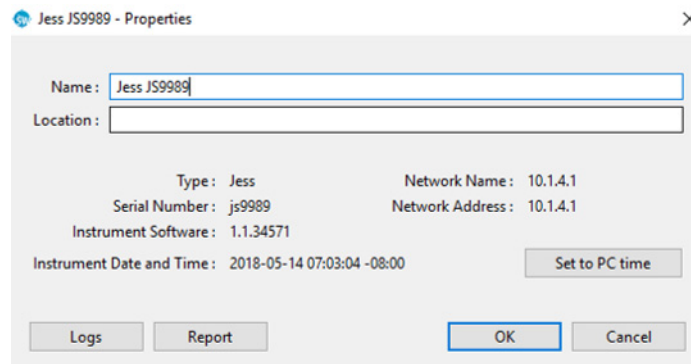 SW Jess JS9989 - Properties
Name : Jess JS9989
Location :
Type : Jess Network Name : 10.1.4.1
Serial Number : js9989 Network Address : 10.1.4.1
Instrument Software : 1.1.34571
Instrument Date and Time : 2018-05-14 07:03:04 -08:00 Set to PC time
Logs Report OK Cancel